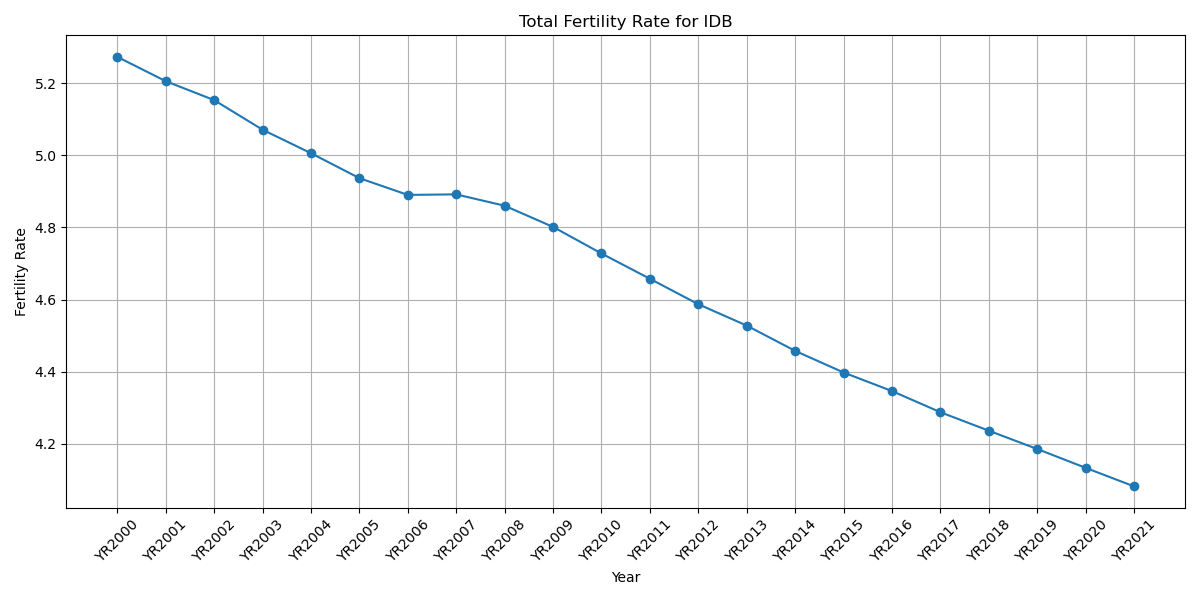 Total Fertility Rate for IDB
Fertility Rate
5.2
5.0
4.8
4.6
4.4
4.2
YR2000
YR2001
YR2002
YR2003
YR2004
YR2005
YR2006
YR2007
YR2008
YR2009
YR2010
YR2011
YR2012
YR2013
YR2014
YR2015
YR2016
YR2017
YR2018
YR2019
YR2020
YR2021
Year